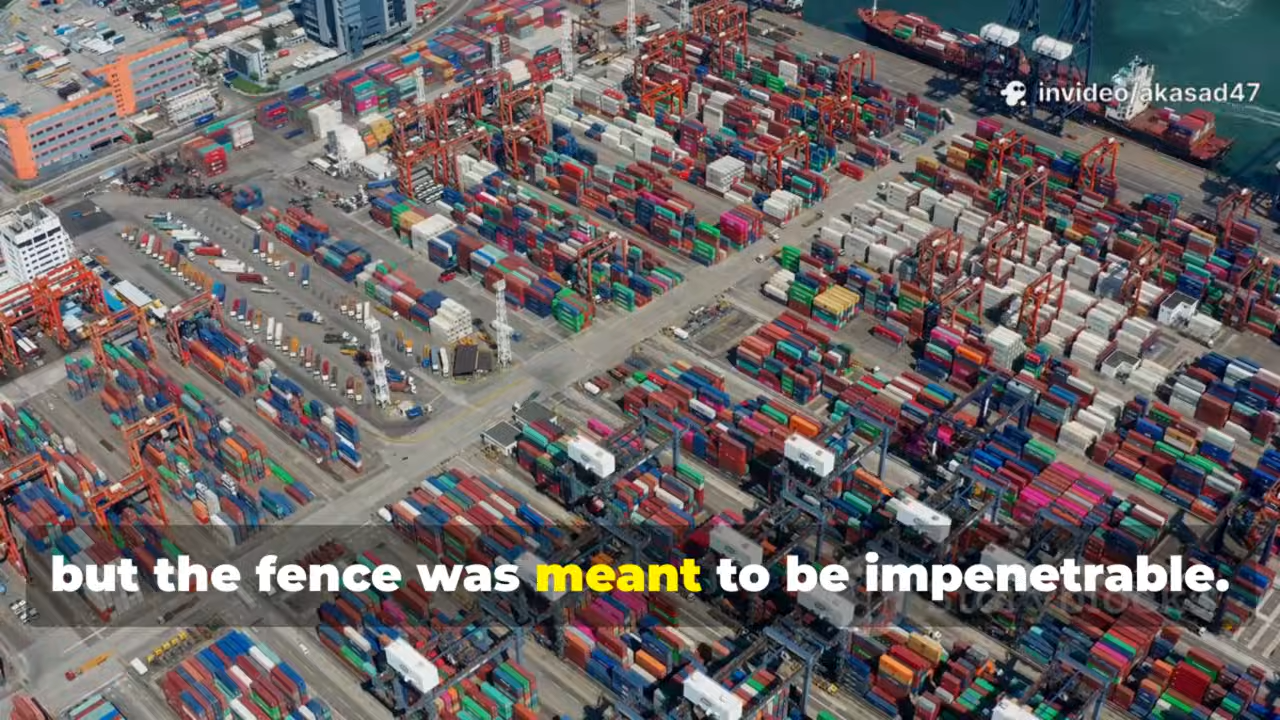 invideo/akasad47
but the fence was meant to be impenetrable.